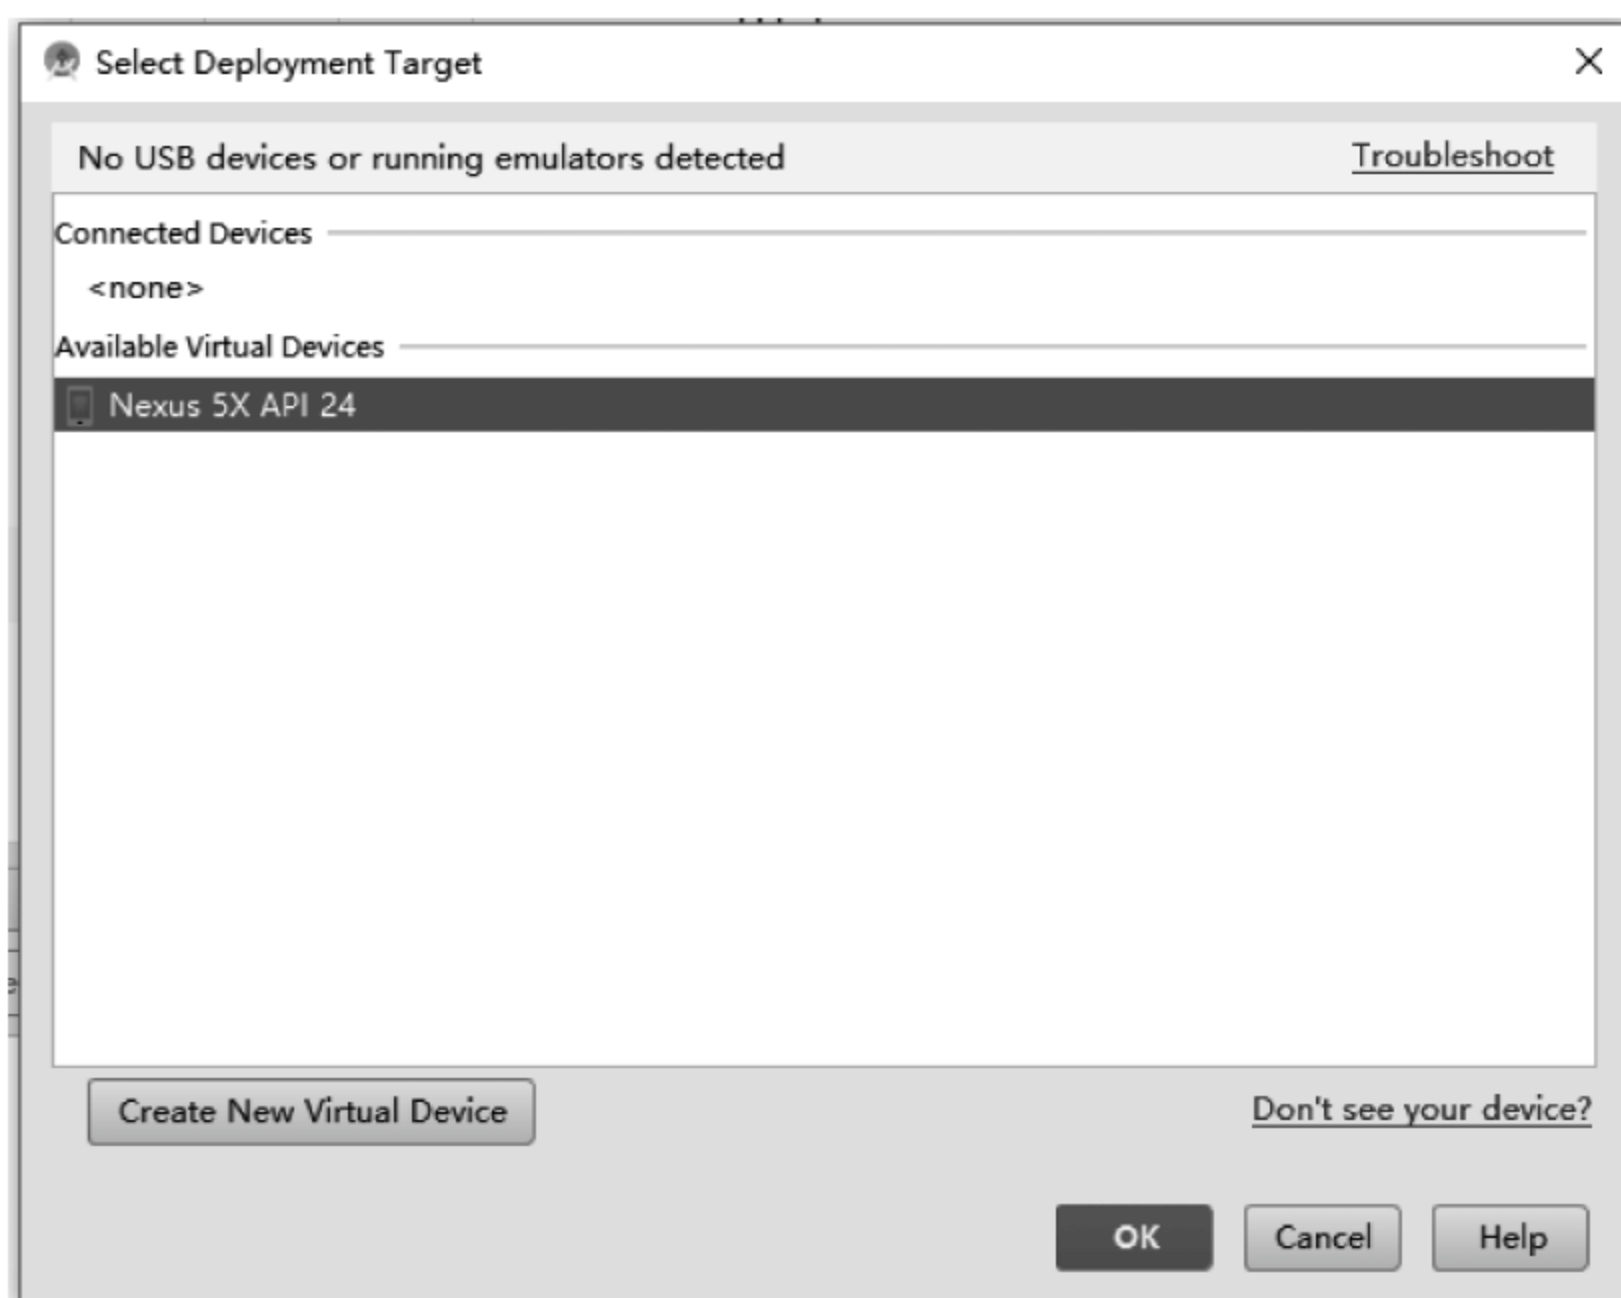 Select Deployment Target
No USB devices or running emulators detected Troubleshoot
Connected Devices
<none>
Available Virtual Devices
Nexus 5X API 24
Create New Virtual Device Don't see your device?
OK Cancel Help